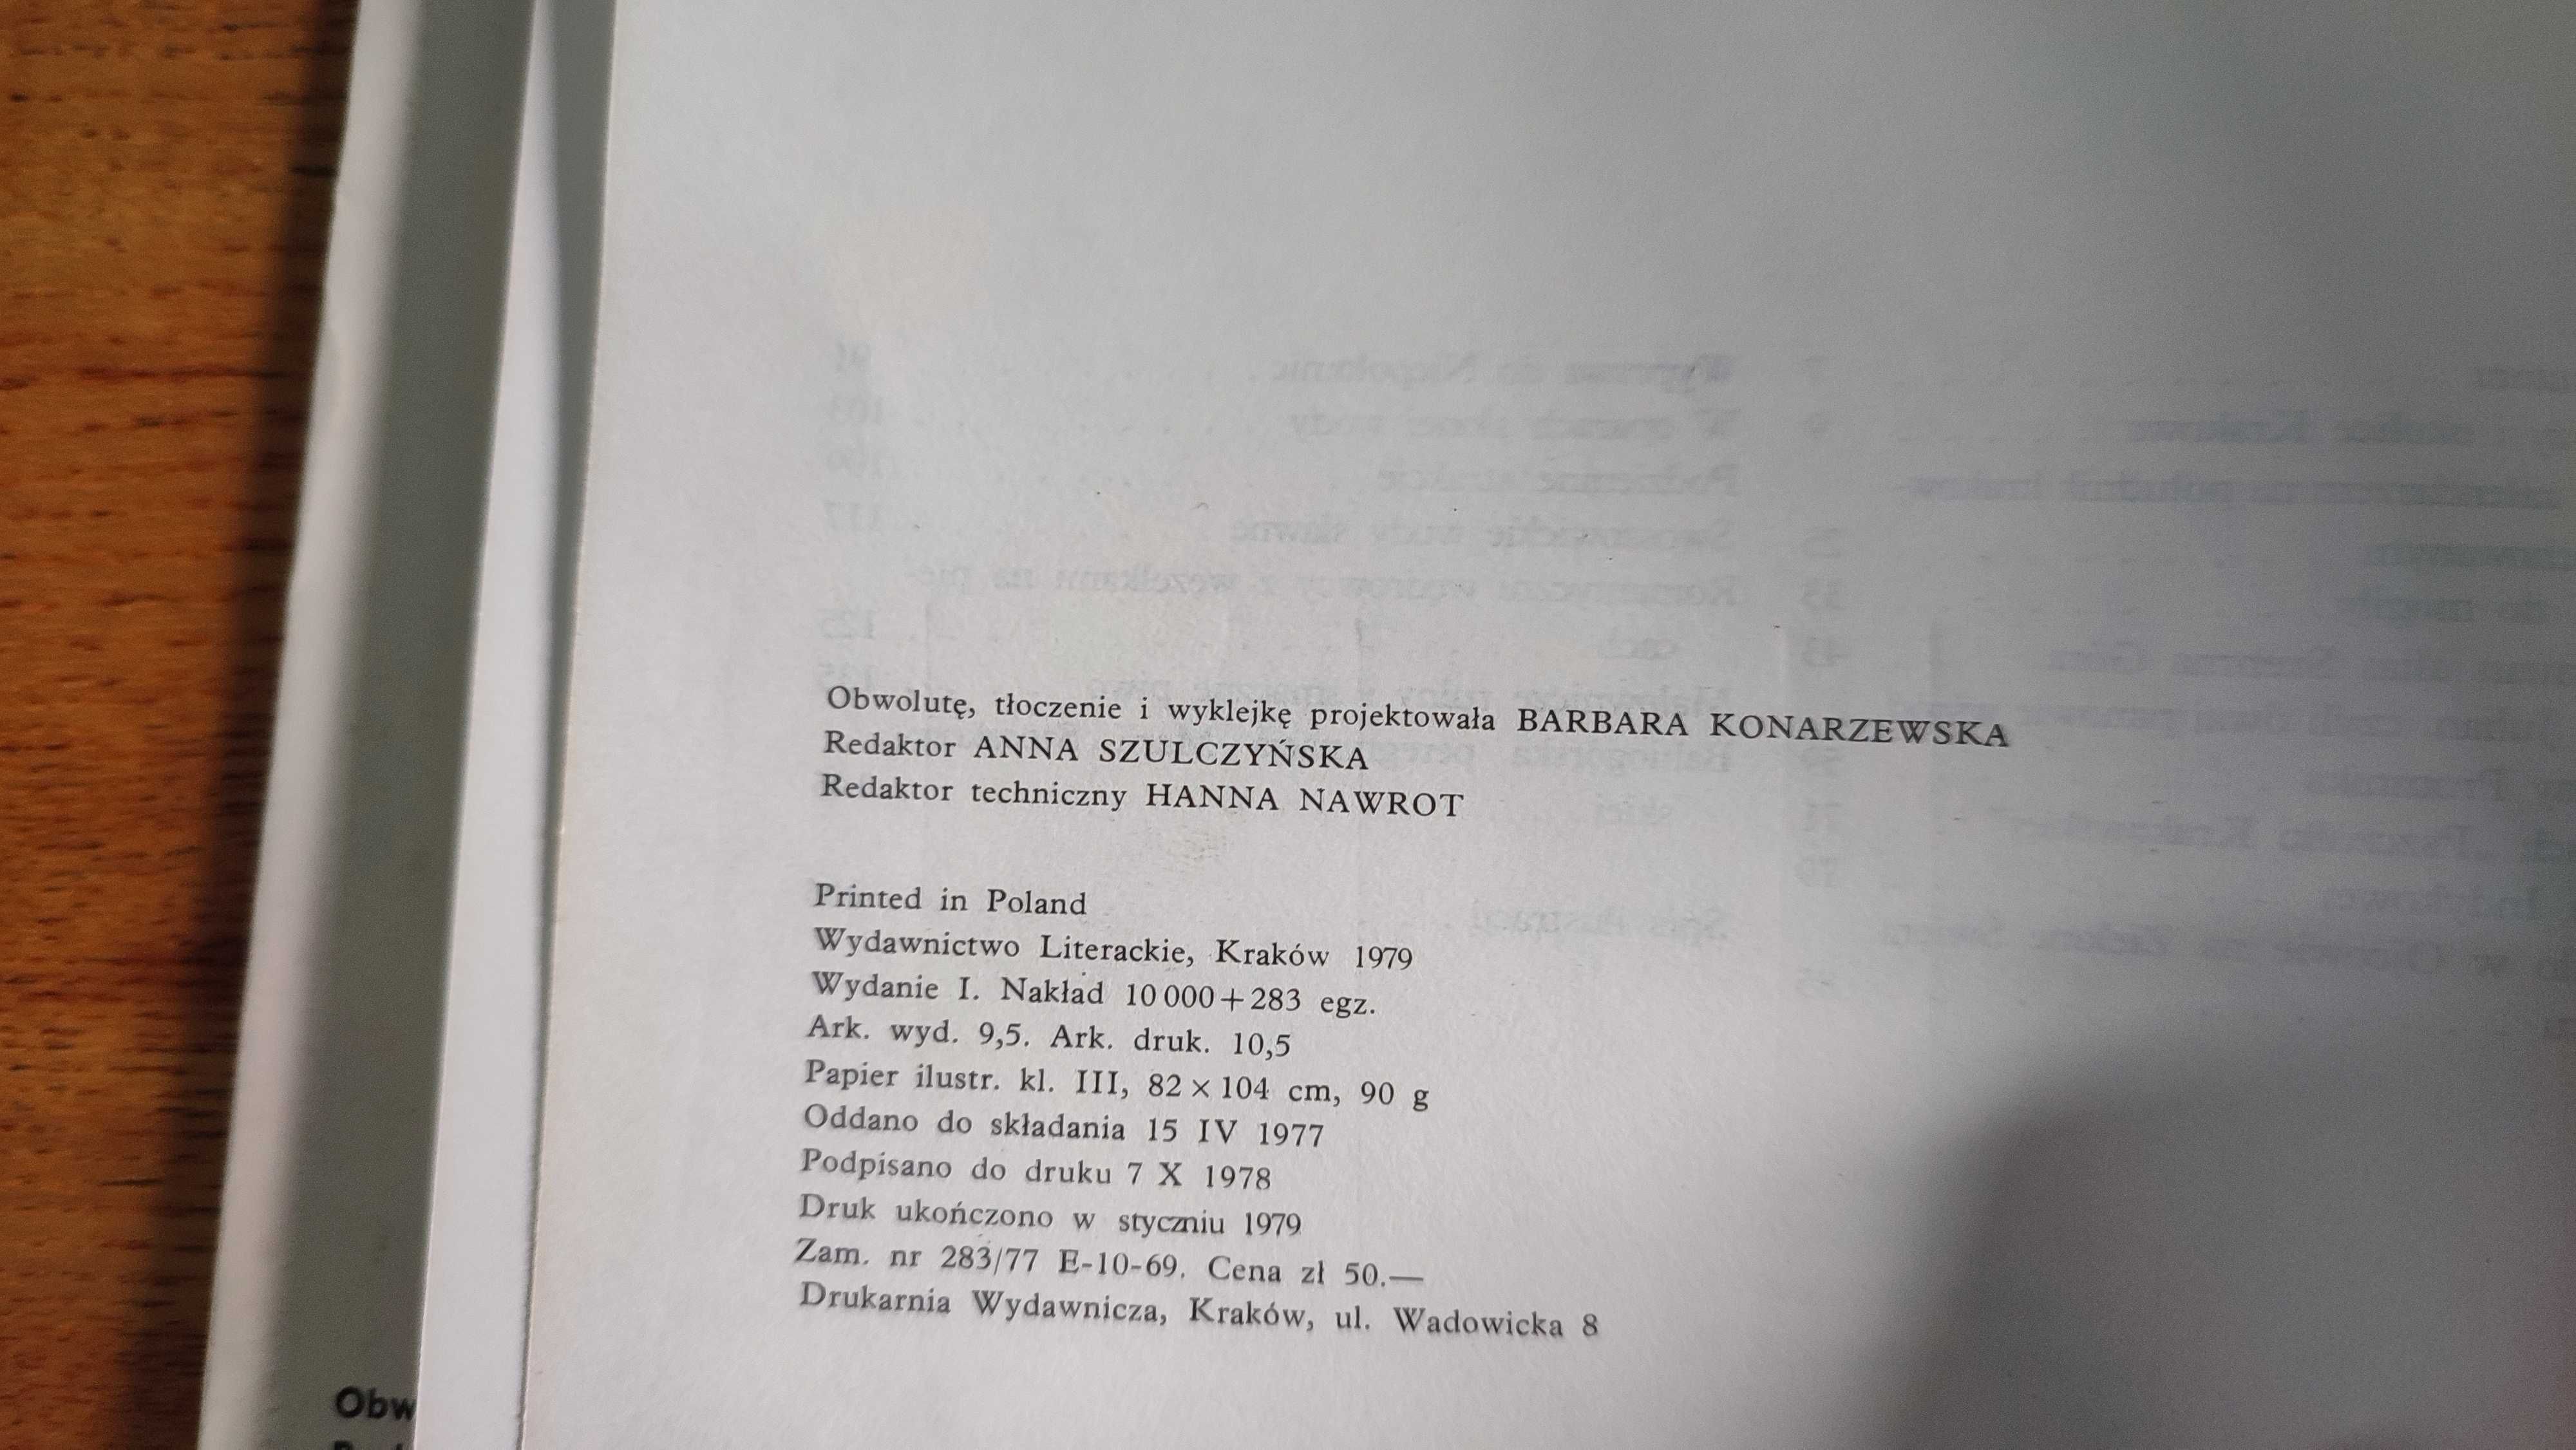 Obwolutę, tłoczenie i wyklejkę projektowała BARBARA KONARZEWSKA
Redaktor ANNA SZULCZYŃSKA
Redaktor techniczny HANNA NAWROT
Printed in Poland
Wydawnictwo Literackie, Kraków 1979
Wydanie I. Nakład 10 000+283 egz.
Ark. wyd. 9,5. Ark. druk. 10,5
Papier ilustr. kl. III, 82×104 cm, 90 g
Oddano do składania 15 IV 1977
Podpisano do druku 7 X 1978
Druk ukończono w styczniu 1979
Zam. nr 283/77 E-10-69. Cena zł 50.—
Drukarnia Wydawnicza, Kraków, ul. Wadowicka 8
Obw